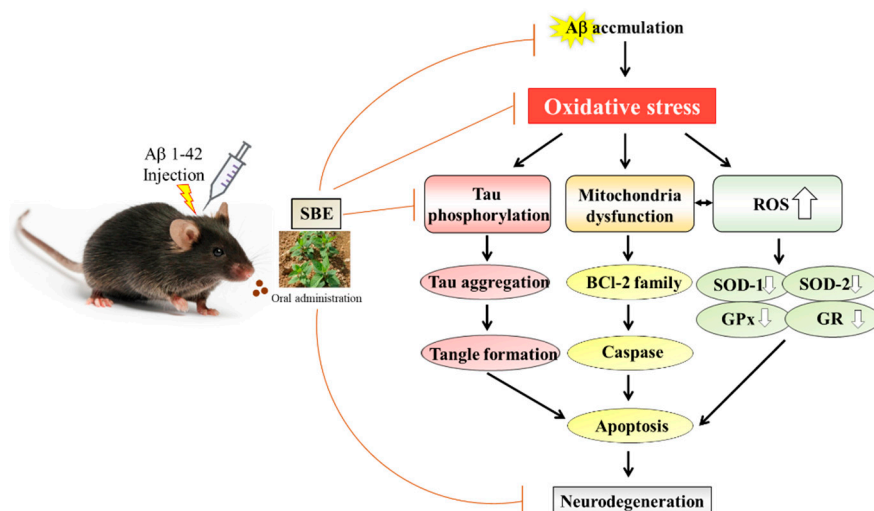 Aβ accmulation
Oxidative stress
Aβ 1-42
Injection
SBE
Oral administration
Tau
phosphorylation
Mitochondria
dysfunction
ROS
Tau aggregation
BCl-2 family
SOD-1
SOD-2
GPx
GR
Tangle formation
Caspase
Apoptosis
Neurodegeneration